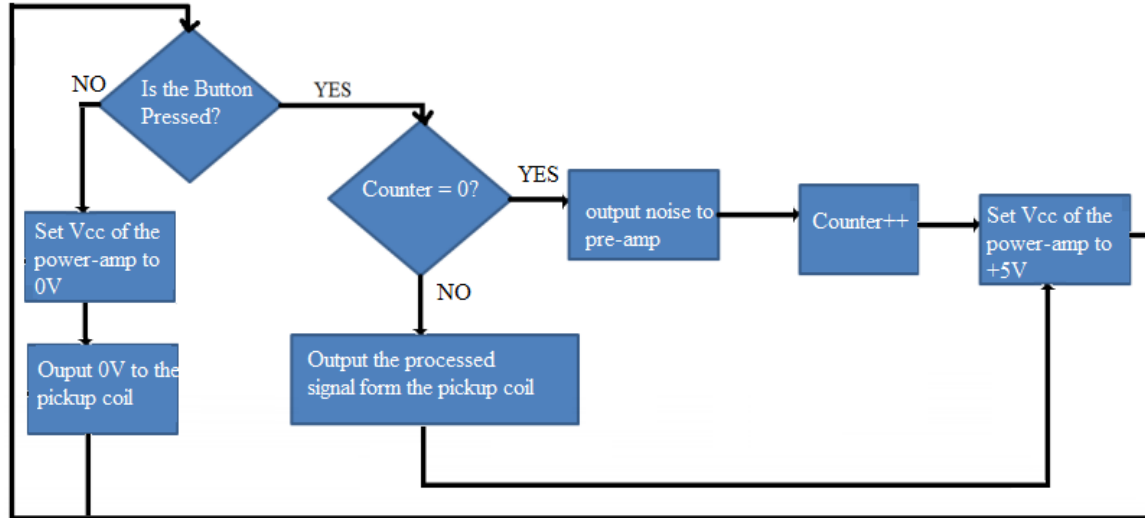 Is the Button
Pressed?
NO
YES
Counter = 0?
YES
NO
output noise to
pre-amp
Counter++
Set Vcc of the
power-amp to
+5V
Set Vcc of the
power-amp to
0V
Ouput 0V to the
pickup coil
Output the processed
signal form the pickup coil